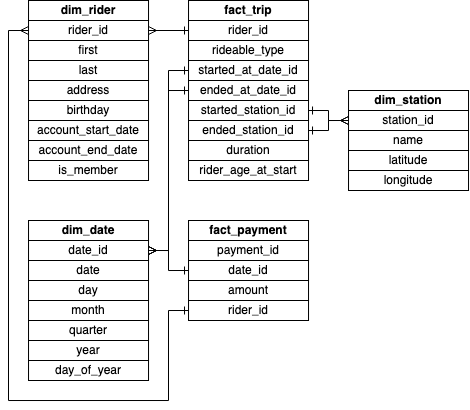 dim_rider
rider_id
first
last
address
birthday
account_start_date
account_end_date
is_member
fact_trip
rider_id
rideable_type
started_at_date_id
ended_at_date_id
started_station_id
ended_station_id
duration
rider_age_at_start
dim_station
station_id
name
latitude
longitude
dim_date
date_id
date
day
month
quarter
year
day_of_year
fact_payment
payment_id
date_id
amount
rider_id